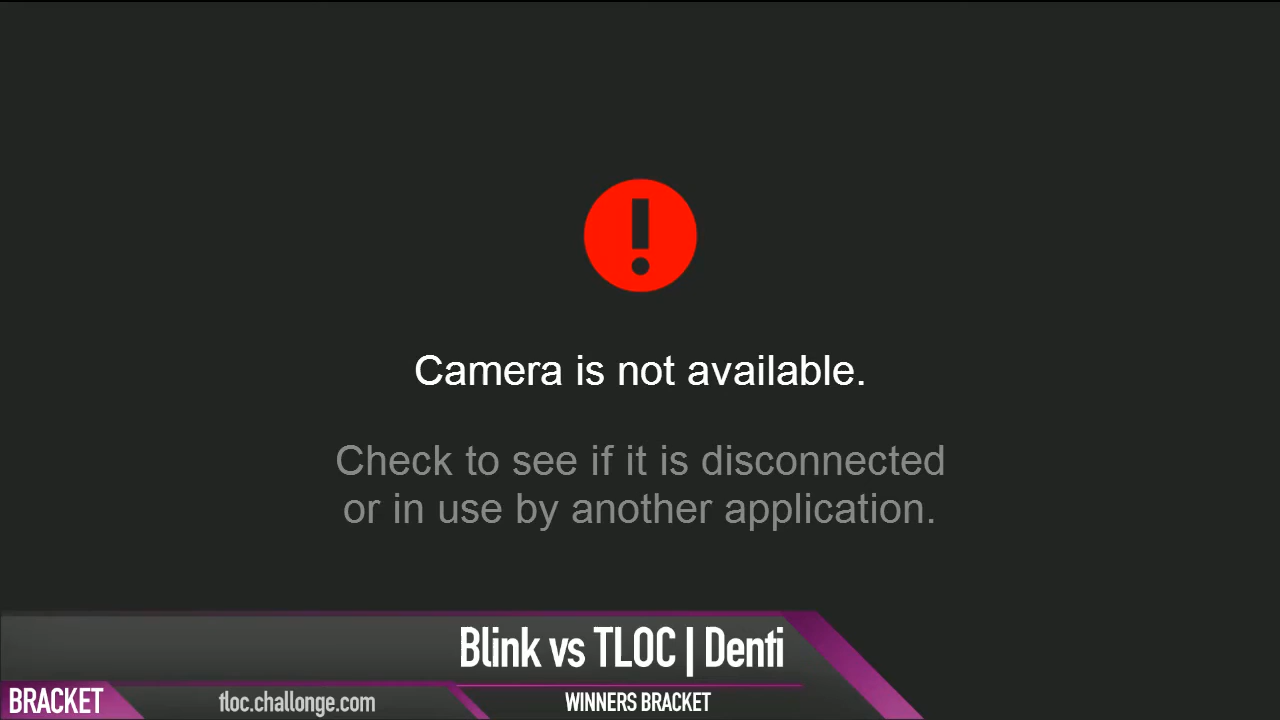 Camera is not available.
Check to see if it is disconnected
or in use by another application.
Blink vs TLOC | Denti
BRACKET
tloc.challonge.com
WINNERS BRACKET